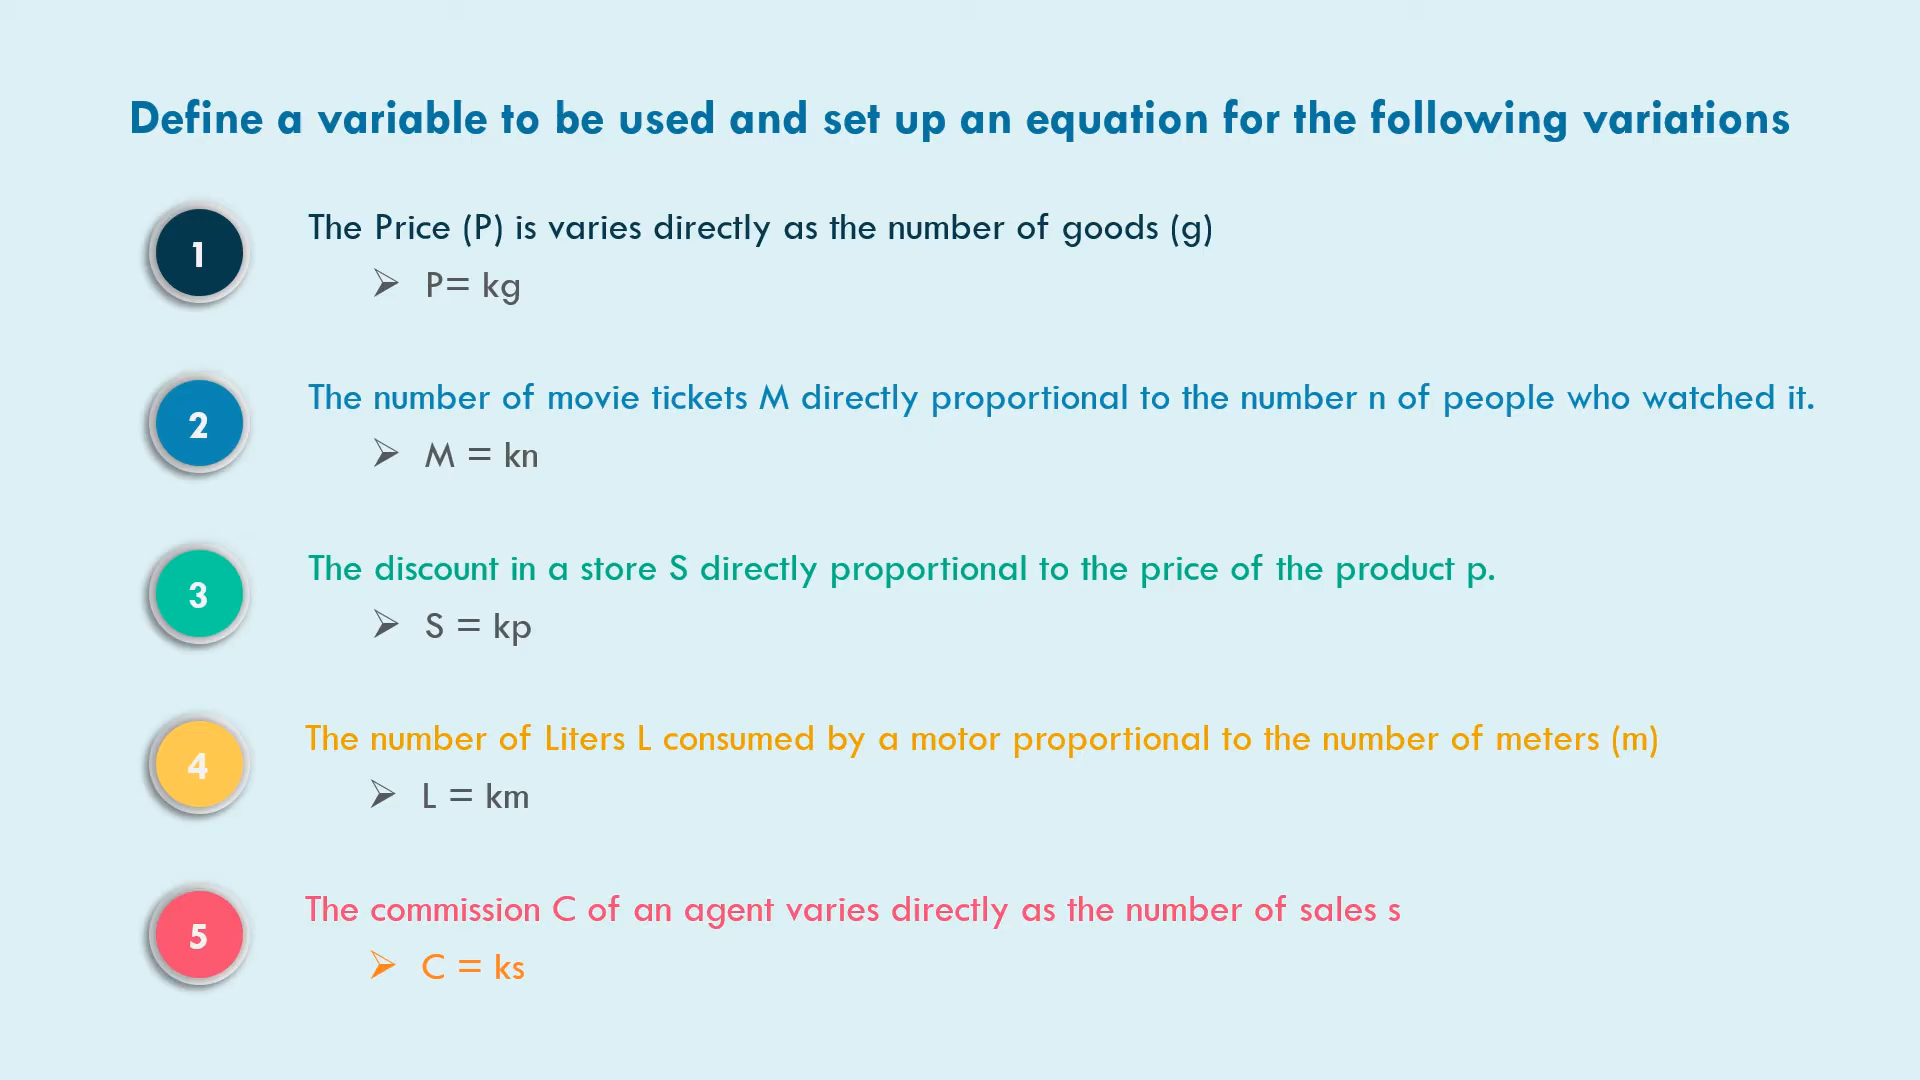 Define a variable to be used and set up an equation for the following variations
1
The Price (P) is varies directly as the number of goods (g)
➢ P= kg
2
The number of movie tickets M directly proportional to the number n of people who watched it.
➢ M = kn
3
The discount in a store S directly proportional to the price of the product p.
➢ S = kp
4
The number of Liters L consumed by a motor proportional to the number of meters (m)
➢ L = km
5
The commission C of an agent varies directly as the number of sales s
➢ C = ks